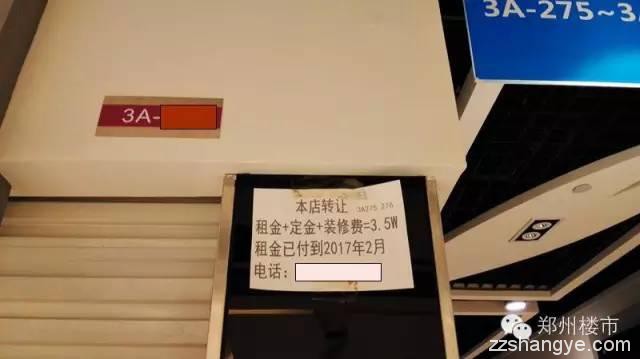 3A-275~3A
3A-
本店转让 3A275 276
租金+定金+装修费=3.5W
租金已付到2017年2月
电话:
郑州楼市
zzshangye.com